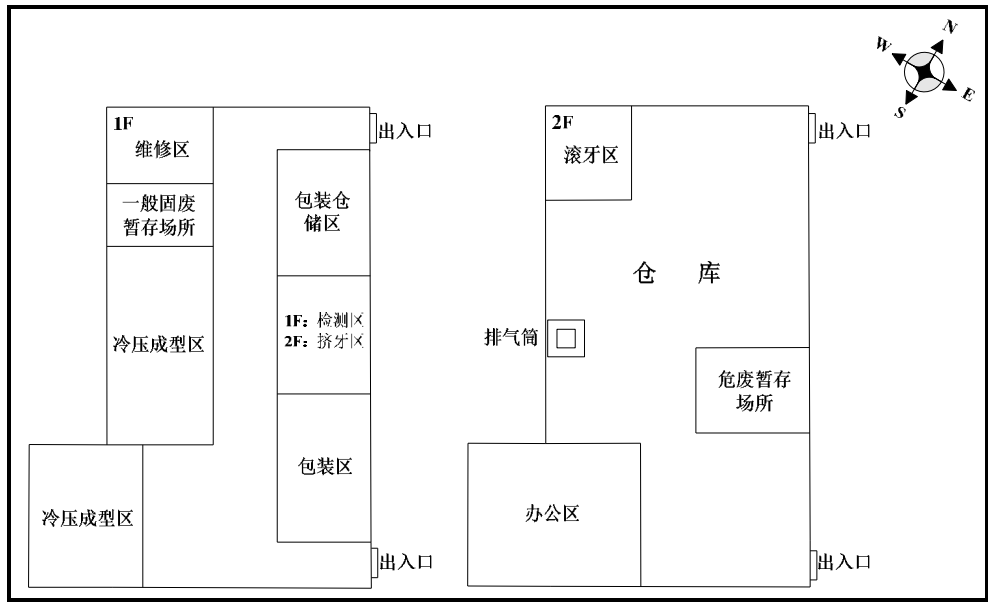 N
W
E
S
1F
维修区
出入口
一般固废
暂存场所
包装仓
储区
冷压成型区
1F：检测区
2F：挤牙区
包装区
冷压成型区
出入口
2F
滚牙区
出入口
仓 库
排气筒
危废暂存
场所
办公区
出入口